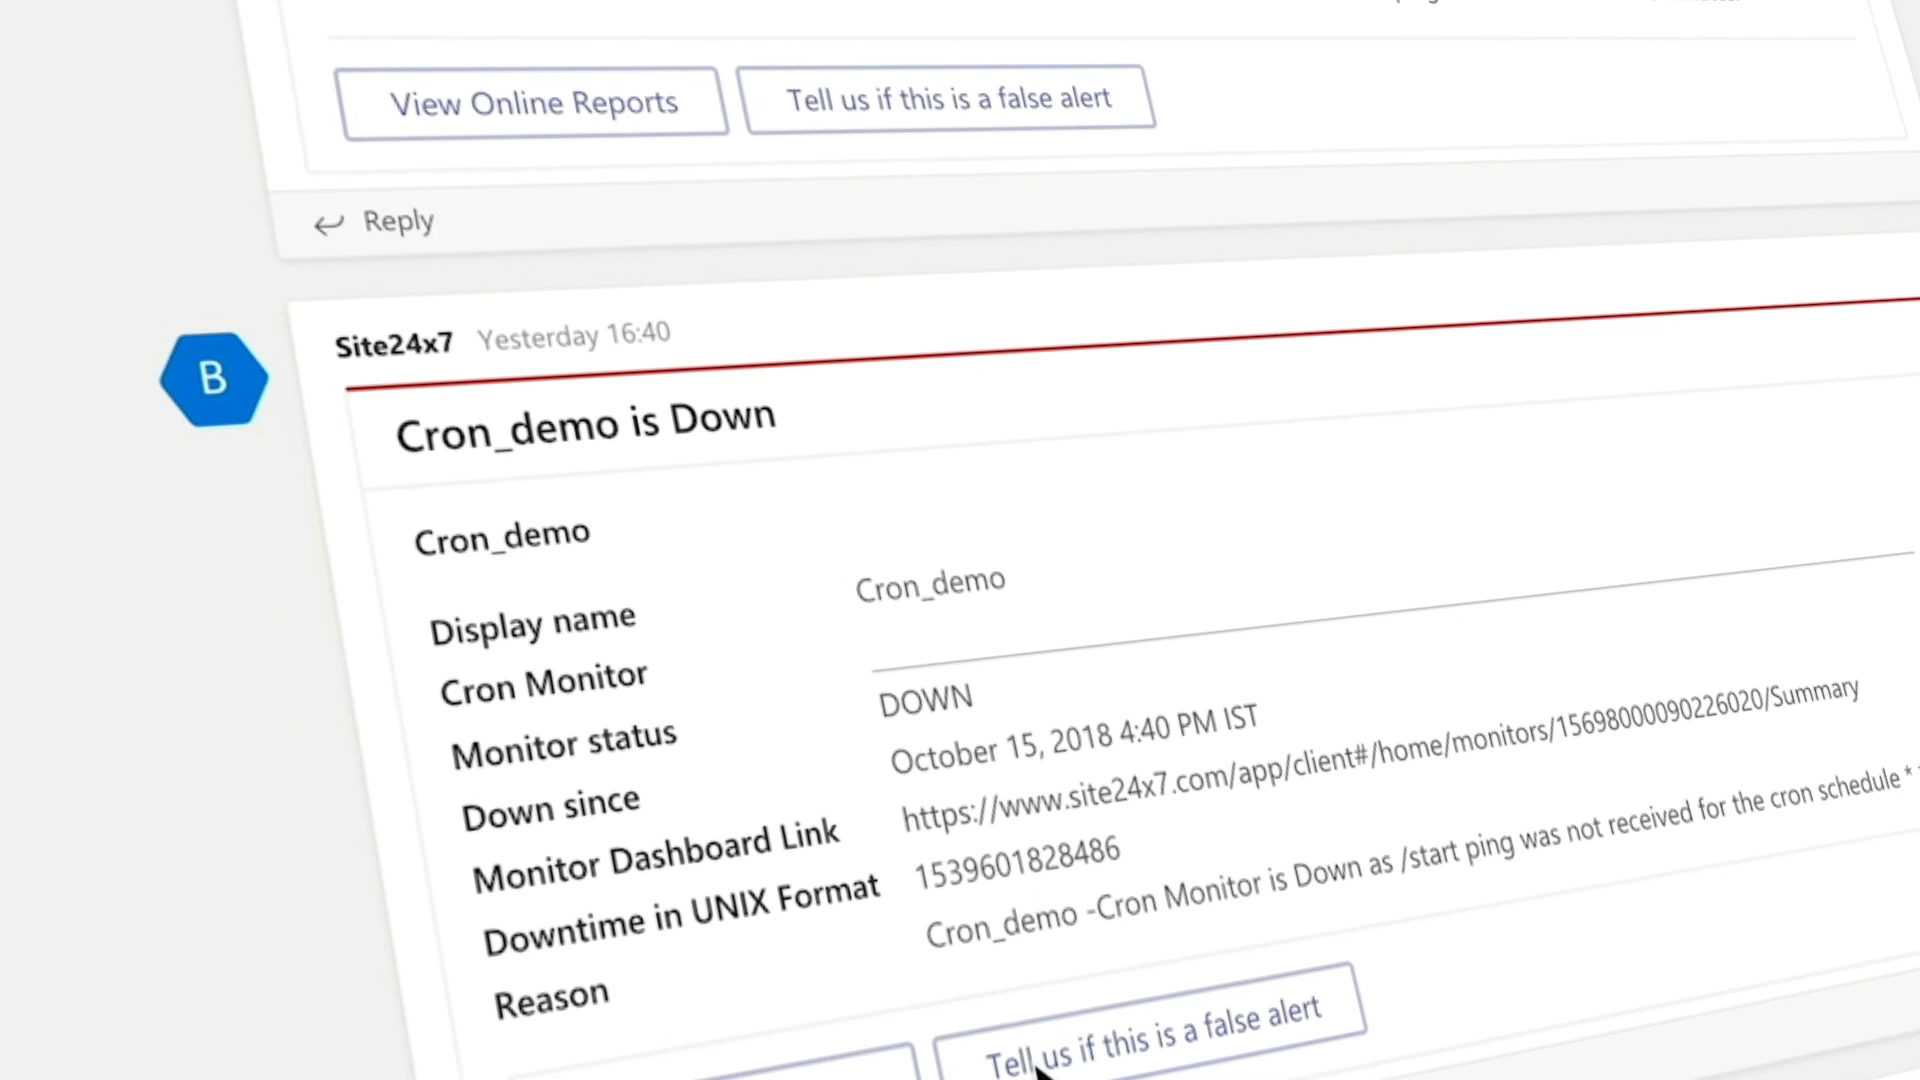 View Online Reports
Tell us if this is a false alert
Reply
Site24x7 Yesterday 16:40
B
Cron_demo is Down
Cron_demo
Display name Cron_demo
Cron Monitor
Monitor status DOWN
Down since October 15, 2018 4:40 PM IST
Monitor Dashboard Link https://www.site24x7.com/app/client#/home/monitors/15698000090226020/Summary
Downtime in UNIX Format 1539601828486
Reason Cron_demo -Cron Monitor is Down as /start ping was not received for the cron schedule *
Tell us if this is a false alert